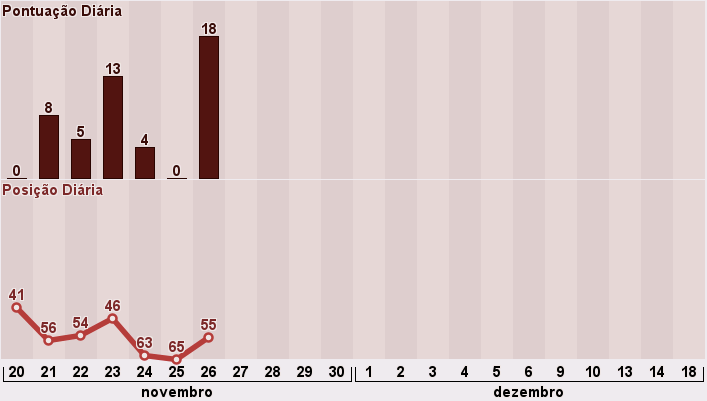 Pontuação Diária
0 8 5 13 4 0 18
Posição Diária
41 56 54 46 63 65 55
20 21 22 23 24 25 26 27 28 29 30 1 2 3 4 5 6 9 10 13 14 18
novembro dezembro